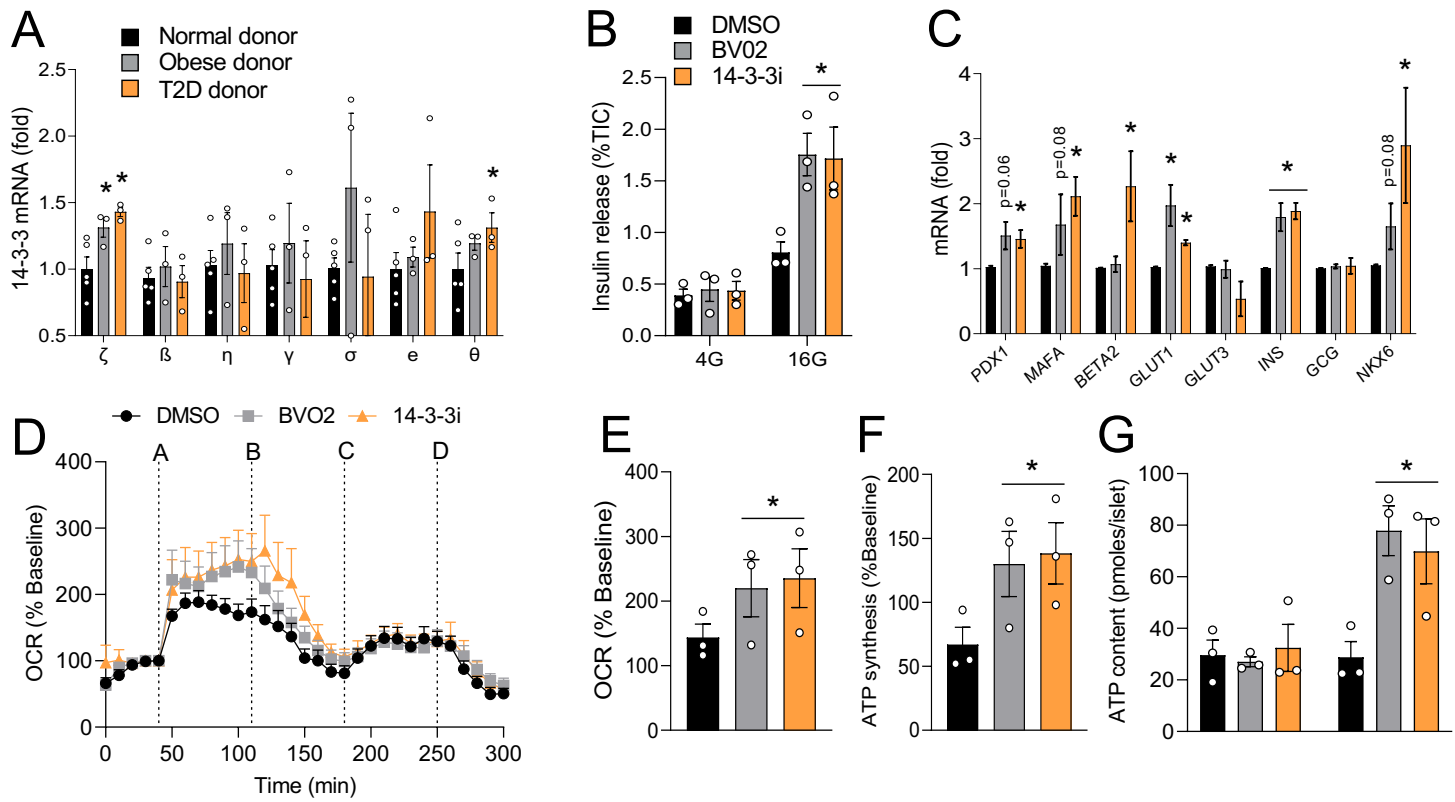 A
Normal donor
Obese donor
T2D donor
14-3-3 mRNA (fold)
2.5
2.0
1.5
1.0
0.5
* *
*
ζ ß η γ σ e θ
B
DMSO
BV02
14-3-3i
Insulin release (%TIC)
2.5
2.0
1.5
1.0
0.5
0.0
*
4G 16G
C
mRNA (fold)
4
3
2
1
0
p=0.06
*
p=0.08
*
*
*
*
*
p=0.08
*
PDX1 MAFA BETA2 GLUT1 GLUT3 INS GCG NKX6
D
DMSO BVO2 14-3-3i
A B C D
OCR (% Baseline)
400
300
200
100
0
0 50 100 150 200 250 300
Time (min)
E
OCR (% Baseline)
400
300
200
100
0
*
F
ATP synthesis (%Baseline)
200
150
100
50
0
*
G
ATP content (pmoles/islet)
100
80
60
40
20
0
*